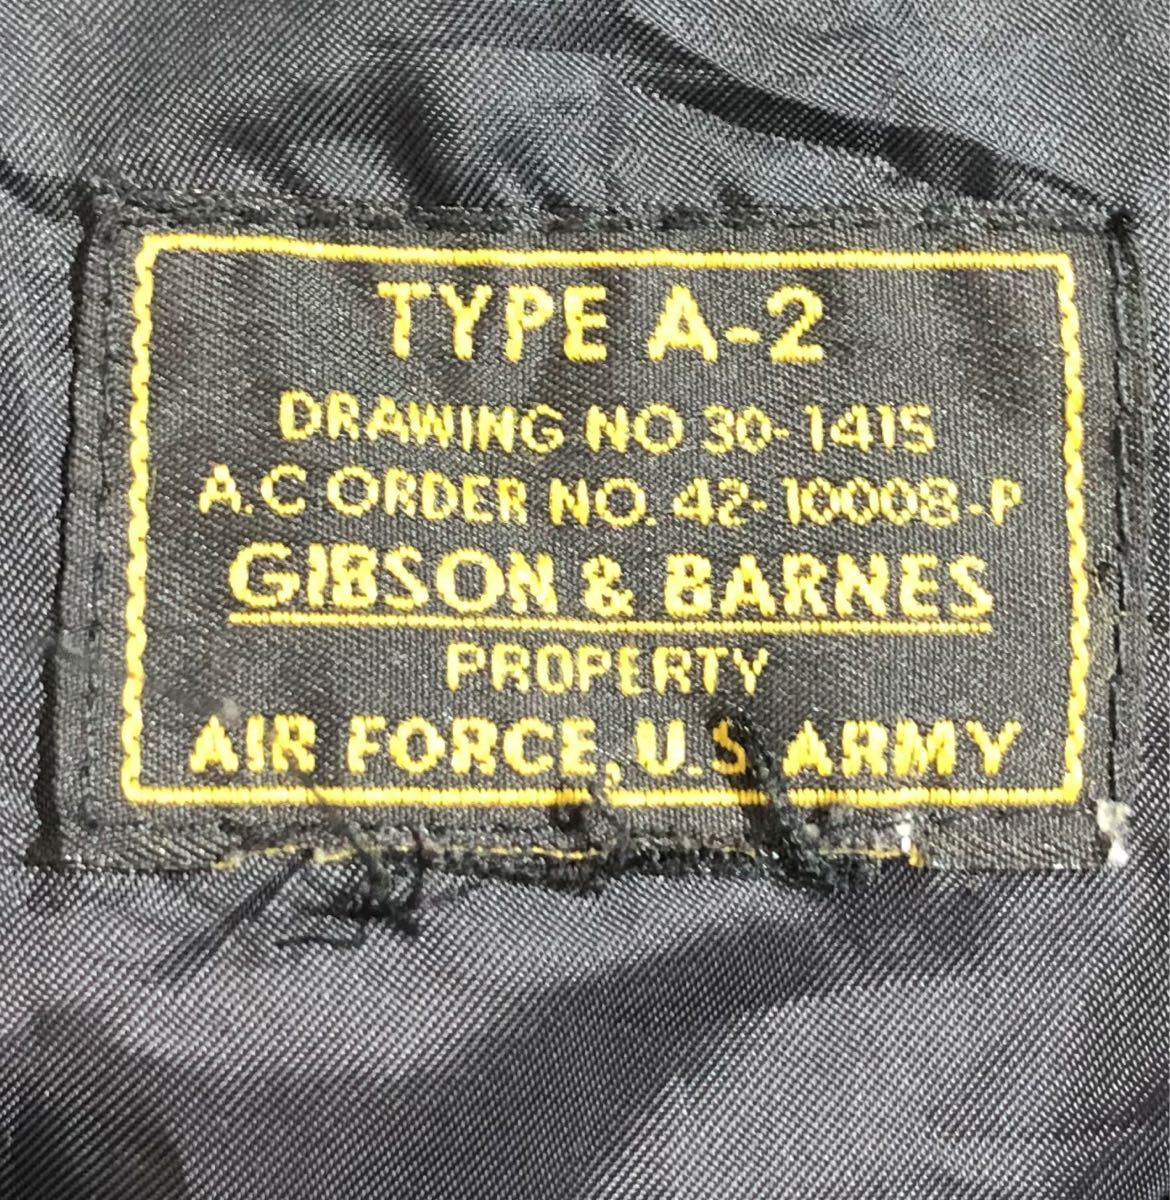 TYPE A-2
DRAWING NO 30-1415
A.C ORDER NO. 42-10008-P
GIBSON & BARNES
PROPERTY
AIR FORCE, U.S ARMY